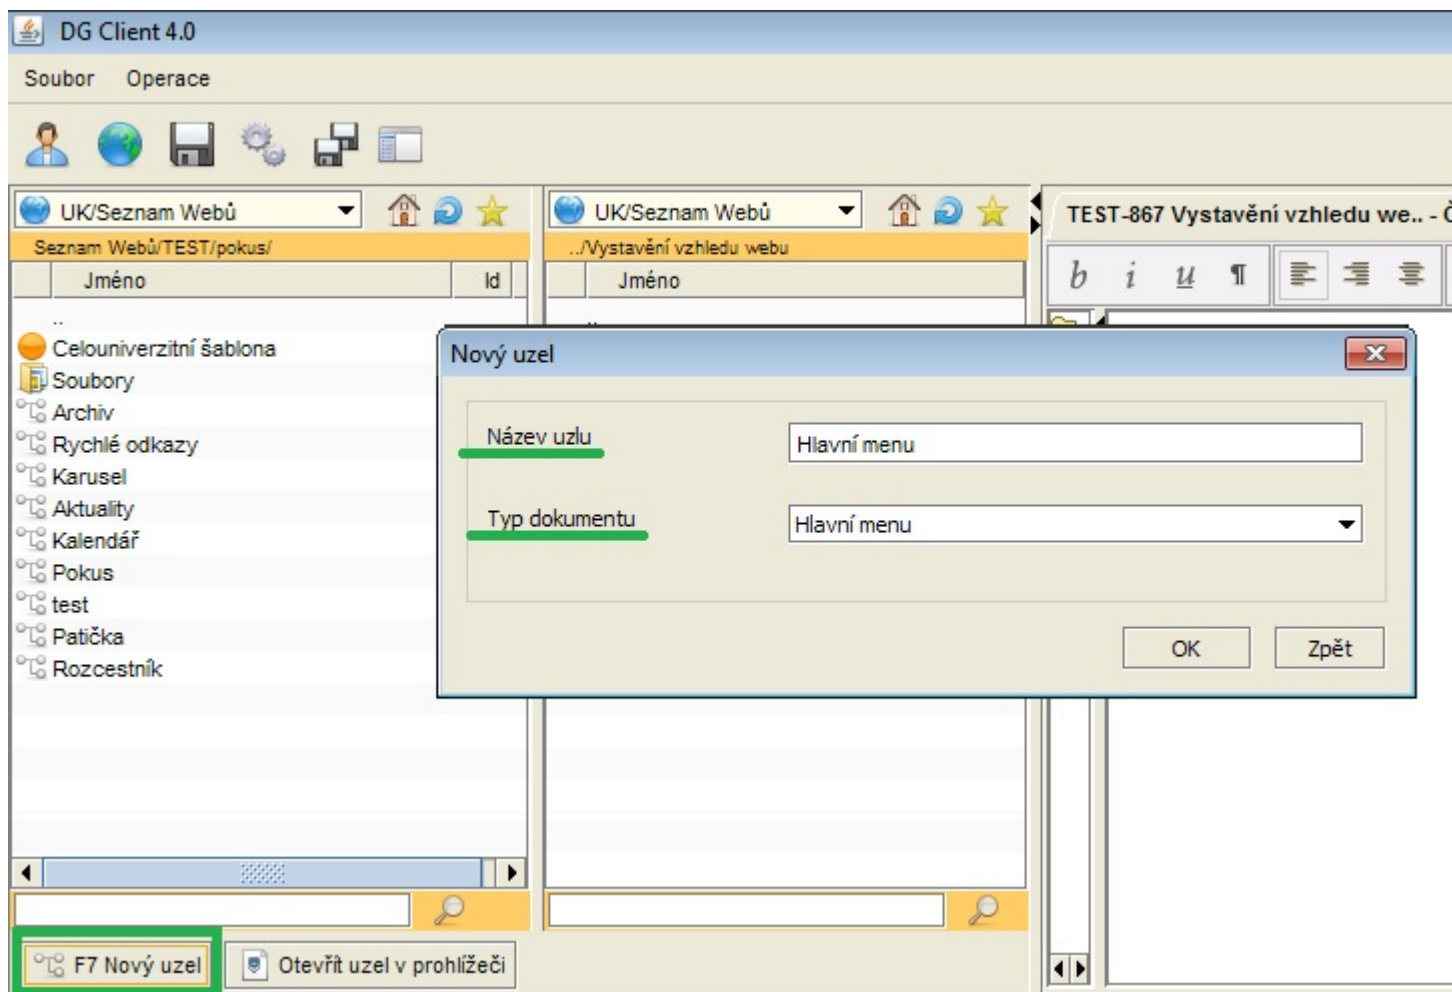 DG Client 4.0
Soubor Operace
UK/Seznam Webů
UK/Seznam Webů
TEST-867 Vystavění vzhledu we.. - Č
Seznam Webů/TEST/pokus/
../Vystavění vzhledu webu
Jméno Id
Jméno
b i u ¶
..
..
Celouniverzitní šablona
Soubory
Archiv
Rychlé odkazy
Karusel
Aktuality
Kalendář
Pokus
test
Patička
Rozcestník
Nový uzel
Název uzlu Hlavní menu
Typ dokumentu Hlavní menu
OK Zpět
F7 Nový uzel Otevřít uzel v prohlížeči